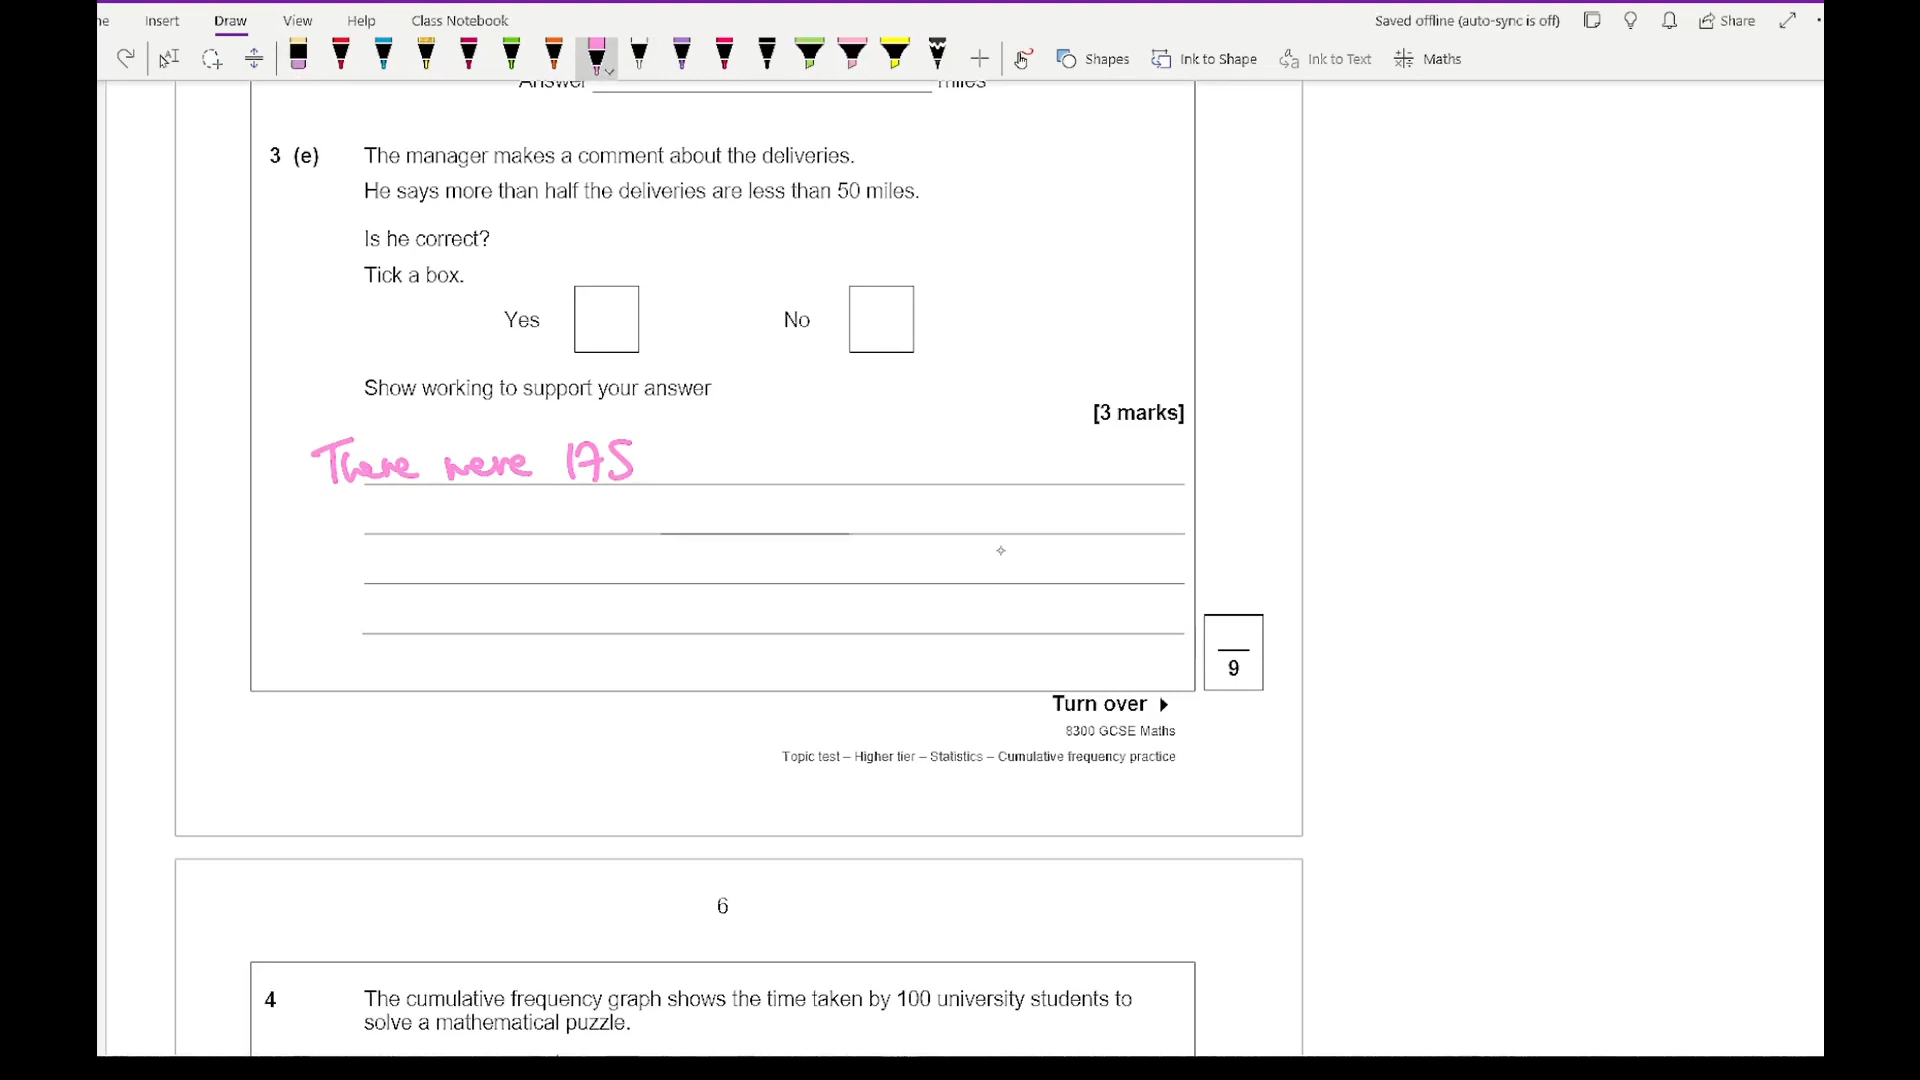 Insert Draw View Help Class Notebook Saved offline (auto-sync is off) Share
Shapes Ink to Shape Ink to Text Maths
Answer miles
3 (e) The manager makes a comment about the deliveries.
He says more than half the deliveries are less than 50 miles.
Is he correct?
Tick a box.
Yes No
Show working to support your answer
[3 marks]
There were 175
9
Turn over
8300 GCSE Maths
Topic test – Higher tier – Statistics – Cumulative frequency practice
6
4 The cumulative frequency graph shows the time taken by 100 university students to
solve a mathematical puzzle.